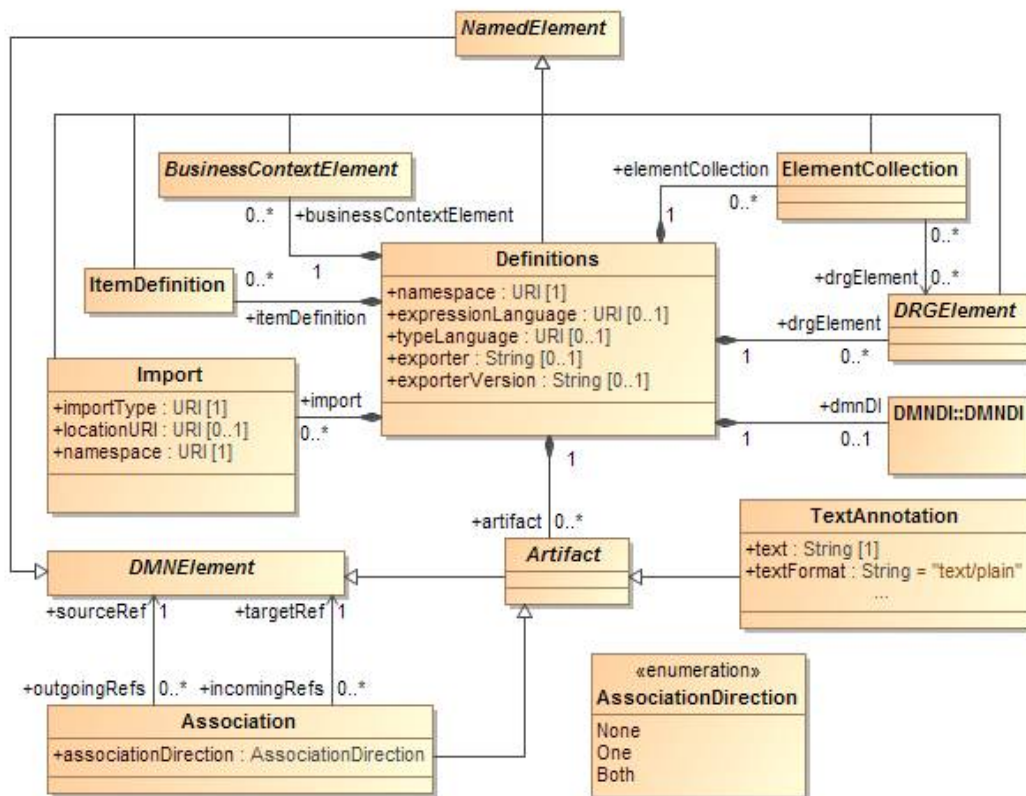 NamedElement
BusinessContextElement
0..*
+businessContextElement
1
+elementCollection
1
0..*
ElementCollection
0..*
+drgElement
0..*
ItemDefinition
0..*
+itemDefinition
Definitions
+namespace : URI [1]
+expressionLanguage : URI [0..1]
+typeLanguage : URI [0..1]
+exporter : String [0..1]
+exporterVersion : String [0..1]
+drgElement
1
0..*
DRGElement
Import
+importType : URI [1]
+locationURI : URI [0..1]
+namespace : URI [1]
+import
0..*
+dmnDI
1
0..1
DMNDI::DMNDI
1
+artifact
0..*
DMNElement
Artifact
TextAnnotation
+text : String [1]
+textFormat : String = "text/plain"
...
+sourceRef
1
+targetRef
1
+outgoingRefs
0..*
+incomingRefs
0..*
Association
+associationDirection : AssociationDirection
«enumeration»
AssociationDirection
None
One
Both